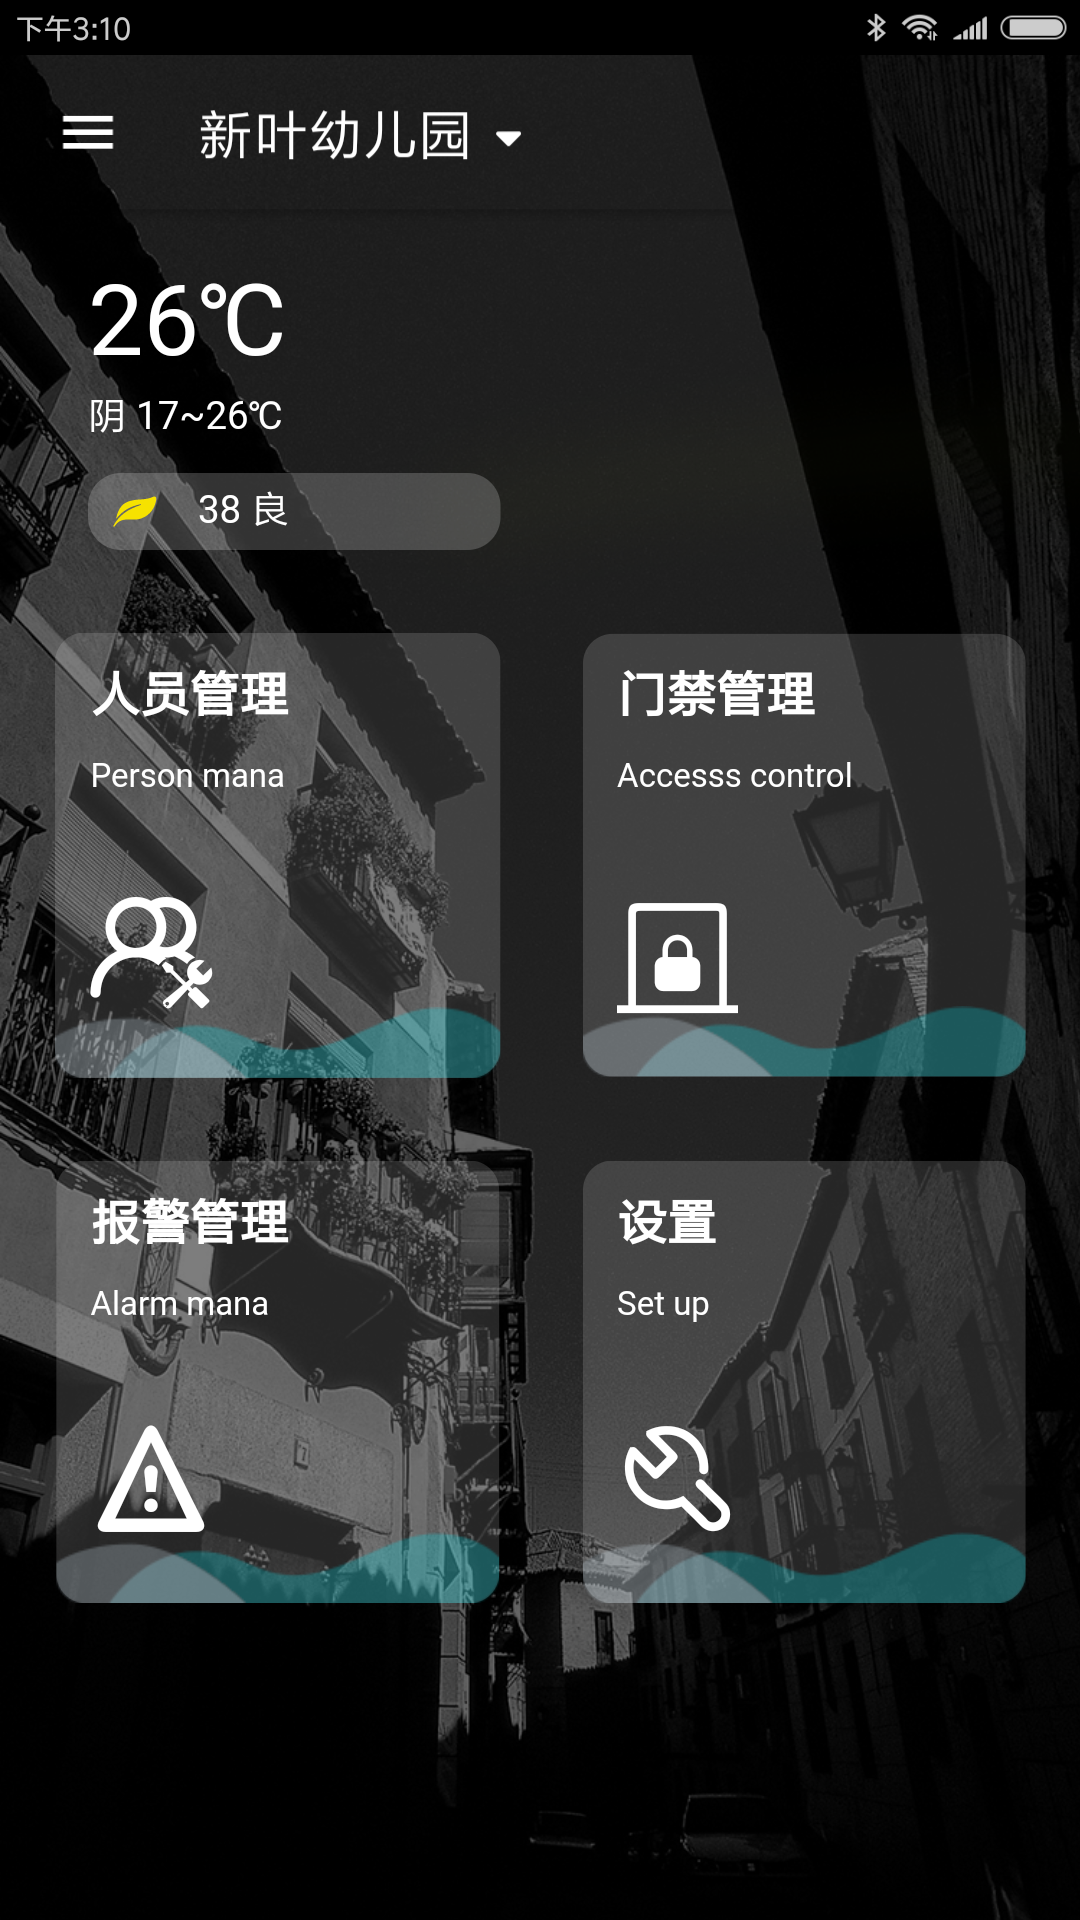 下午3:10
新叶幼儿园
26℃
阴 17~26℃
38 良
人员管理
Person mana
门禁管理
Accesss control
报警管理
Alarm mana
设置
Set up